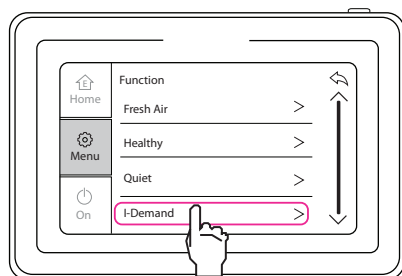 Home
Menu
On
Function
Fresh Air
Healthy
Quiet
I-Demand